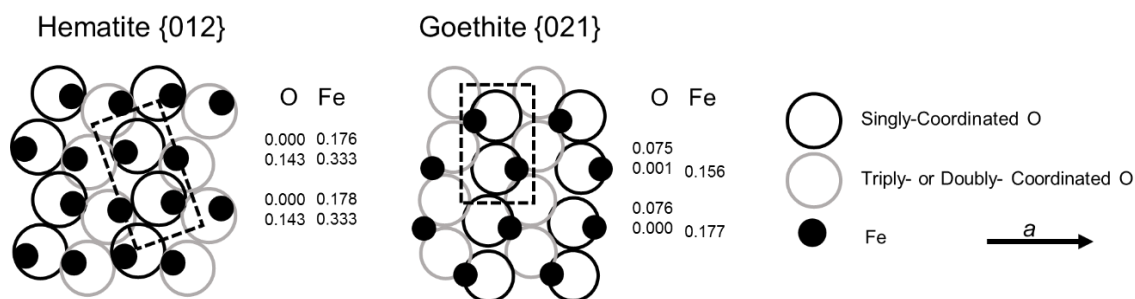 Hematite {012}
Goethite {021}
O Fe
0.000 0.176
0.143 0.333
0.000 0.178
0.143 0.333
O Fe
0.075
0.001 0.156
0.076
0.000 0.177
Singly-Coordinated O
Triply- or Doubly- Coordinated O
Fe
a